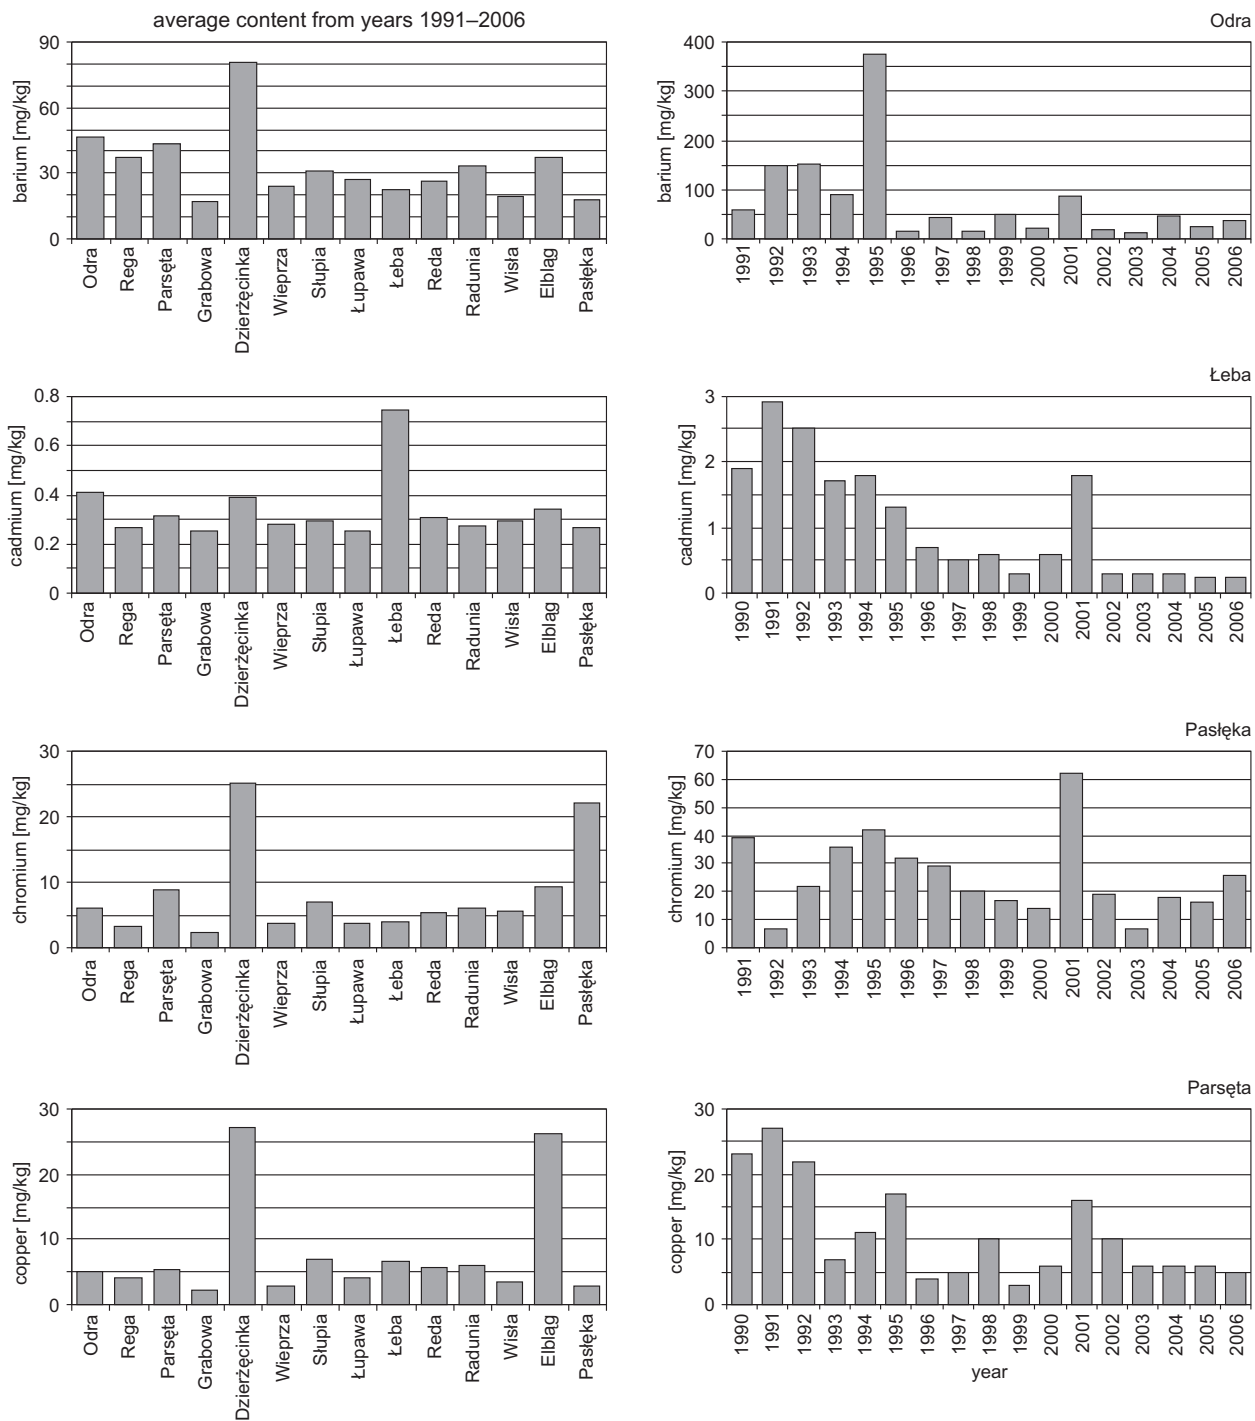 average content from years 1991–2006
barium [mg/kg]
90
60
30
0
Odra
Rega
Parsęta
Grabowa
Dzierżęcinka
Wieprza
Słupia
Łupawa
Łeba
Reda
Radunia
Wisła
Elbląg
Pasłęka
Odra
barium [mg/kg]
400
300
200
100
0
1991
1992
1993
1994
1995
1996
1997
1998
1999
2000
2001
2002
2003
2004
2005
2006
cadmium [mg/kg]
0.8
0.6
0.4
0.2
0
Odra
Rega
Parsęta
Grabowa
Dzierżęcinka
Wieprza
Słupia
Łupawa
Łeba
Reda
Radunia
Wisła
Elbląg
Pasłęka
Łeba
cadmium [mg/kg]
3
2
1
0
1990
1991
1992
1993
1994
1995
1996
1997
1998
1999
2000
2001
2002
2003
2004
2005
2006
chromium [mg/kg]
30
20
10
0
Odra
Rega
Parsęta
Grabowa
Dzierżęcinka
Wieprza
Słupia
Łupawa
Łeba
Reda
Radunia
Wisła
Elbląg
Pasłęka
Pasłęka
chromium [mg/kg]
70
60
50
40
30
20
10
0
1991
1992
1993
1994
1995
1996
1997
1998
1999
2000
2001
2002
2003
2004
2005
2006
copper [mg/kg]
30
20
10
0
Odra
Rega
Parsęta
Grabowa
Dzierżęcinka
Wieprza
Słupia
Łupawa
Łeba
Reda
Radunia
Wisła
Elbląg
Pasłęka
Parsęta
copper [mg/kg]
30
20
10
0
1990
1991
1992
1993
1994
1995
1996
1997
1998
1999
2000
2001
2002
2003
2004
2005
2006
year